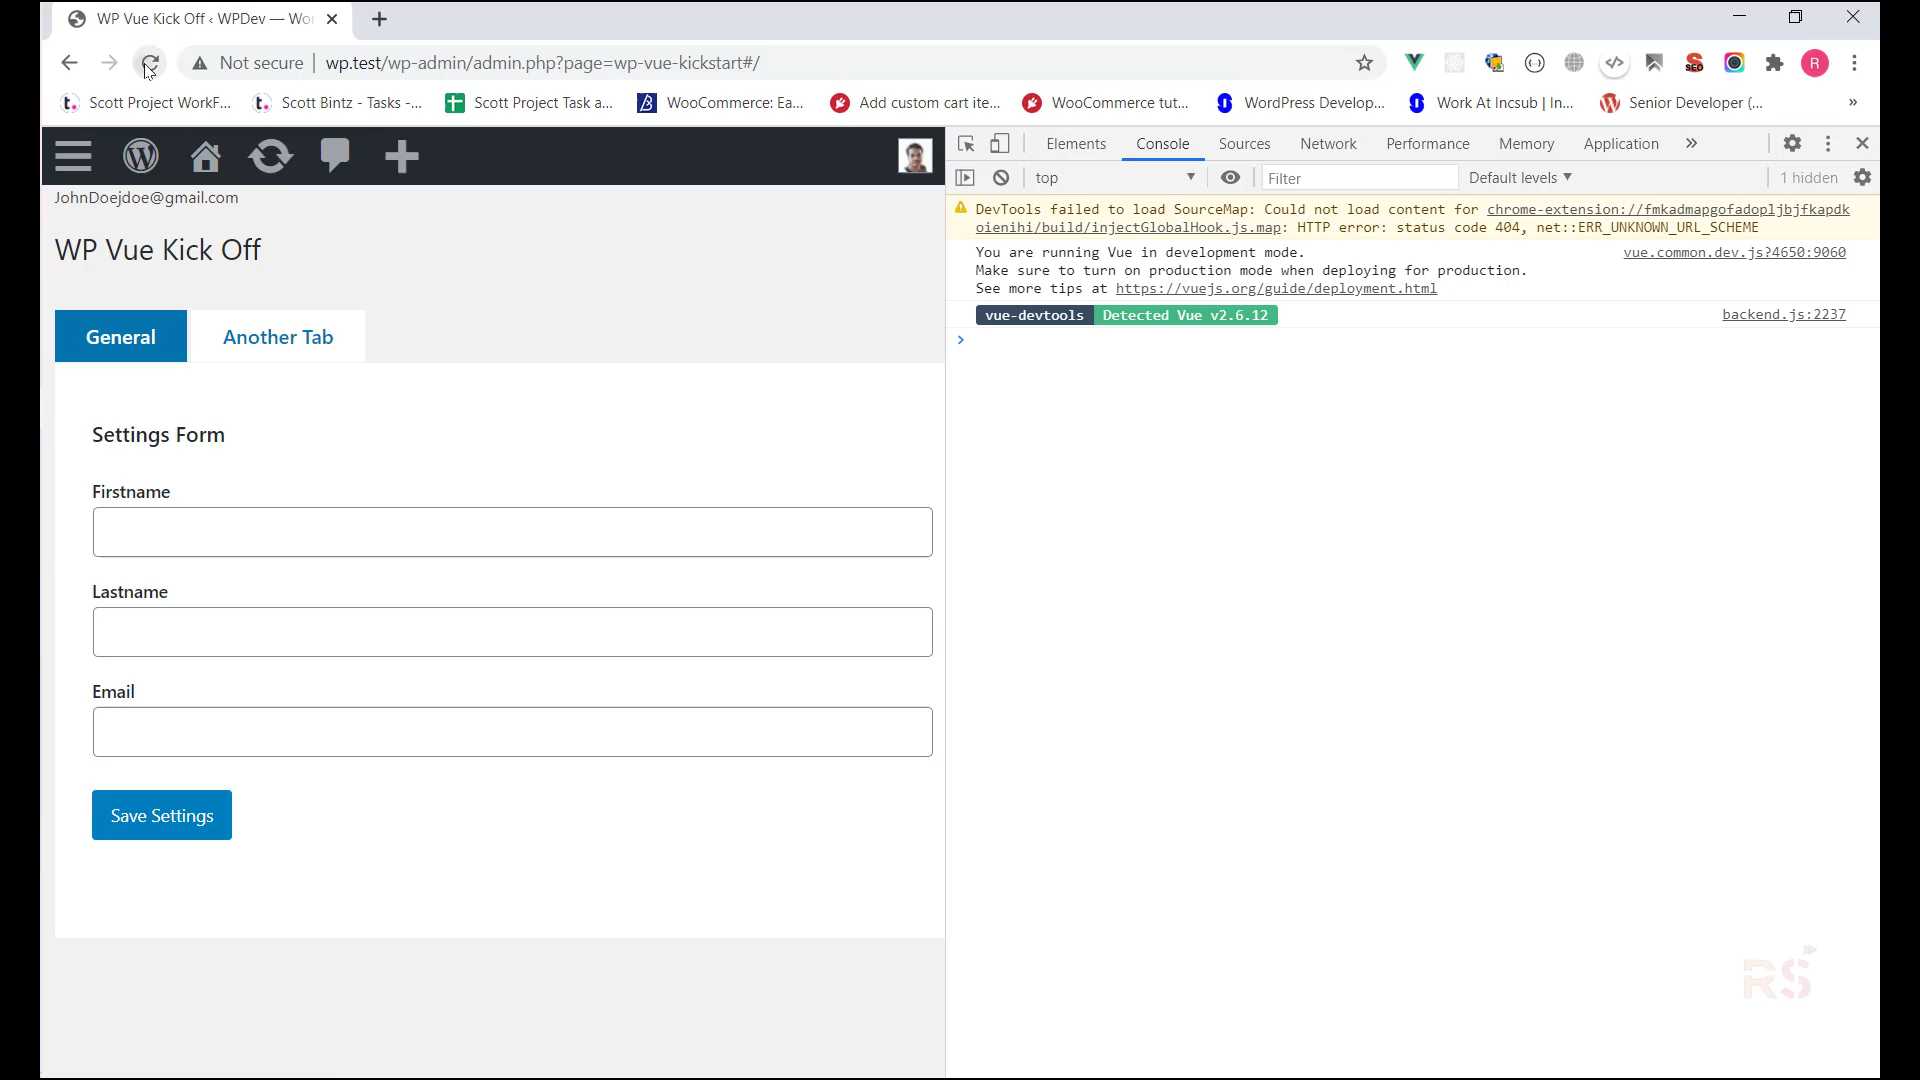 WP Vue Kick Off ‹ WPDev — Wor
Not secure | wp.test/wp-admin/admin.php?page=wp-vue-kickstart#/
R
Scott Project WorkF...
Scott Bintz - Tasks -...
Scott Project Task a...
WooCommerce: Ea...
Add custom cart ite...
WooCommerce tut...
WordPress Develop...
Work At Incsub | In...
Senior Developer (...
»
Elements Console Sources Network Performance Memory Application »
top Filter Default levels 1 hidden
JohnDoejdoe@gmail.com
WP Vue Kick Off
General Another Tab
Settings Form
Firstname
Lastname
Email
Save Settings
DevTools failed to load SourceMap: Could not load content for chrome-extension://fmkadmapgofadopljbjfkapdk
oienihi/build/injectGlobalHook.js.map: HTTP error: status code 404, net::ERR_UNKNOWN_URL_SCHEME
You are running Vue in development mode. vue.common.dev.js?4650:9060
Make sure to turn on production mode when deploying for production.
See more tips at https://vuejs.org/guide/deployment.html
vue-devtools Detected Vue v2.6.12 backend.js:2237
RS